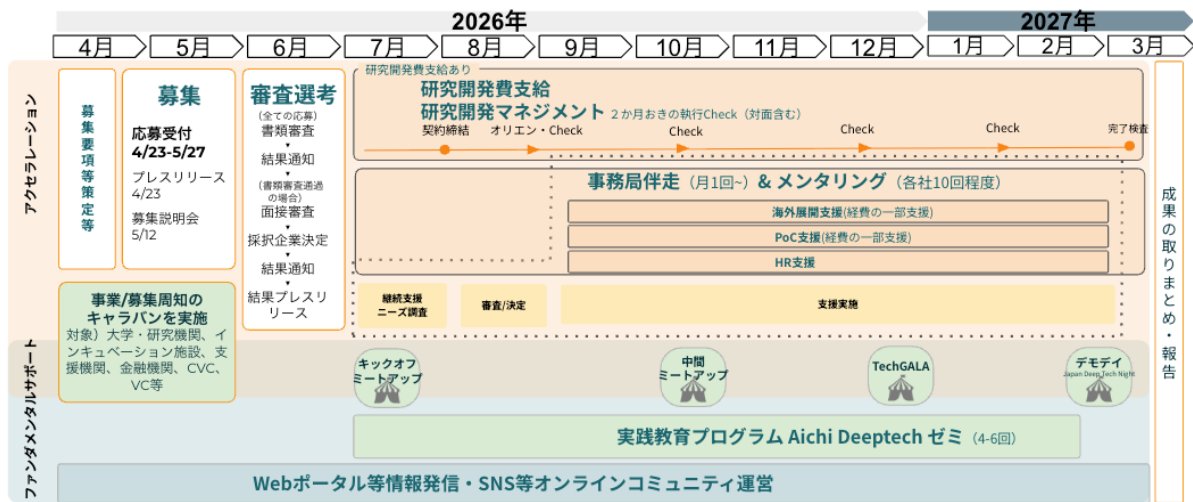 2026年
2027年
4月
5月
6月
7月
8月
9月
10月
11月
12月
1月
2月
3月
アクセラレーション
募集要項等策定等
募集
応募受付
4/23-5/27
プレスリリース
4/23
募集説明会
5/12
審査選考
(全ての応募)
書類審査
▼
結果通知
▼
(書類審査通過
の場合)
面接審査
▼
採択企業決定
▼
結果通知
▼
結果プレスリ
リース
研究開発費支給あり
研究開発費支給
研究開発マネジメント 2か月おきの執行Check(対面含む)
契約締結
オリエン・Check
Check
Check
Check
完了検査
事務局伴走(月1回~)& メンタリング(各社10回程度)
海外展開支援(経費の一部支援)
PoC支援(経費の一部支援)
HR支援
継続支援
ニーズ調査
審査/決定
支援実施
成果の取りまとめ・報告
事業/募集周知の
キャラバンを実施
対象)大学・研究機関、イ
ンキュベーション施設、支
援機関、金融機関、CVC、
VC等
ファンダメンタルサポート
キックオフ
ミートアップ
中間
ミートアップ
TechGALA
デモデイ
Japan Deep Tech Night
実践教育プログラム Aichi Deeptech ゼミ(4-6回)
Webポータル等情報発信・SNS等オンラインコミュニティ運営